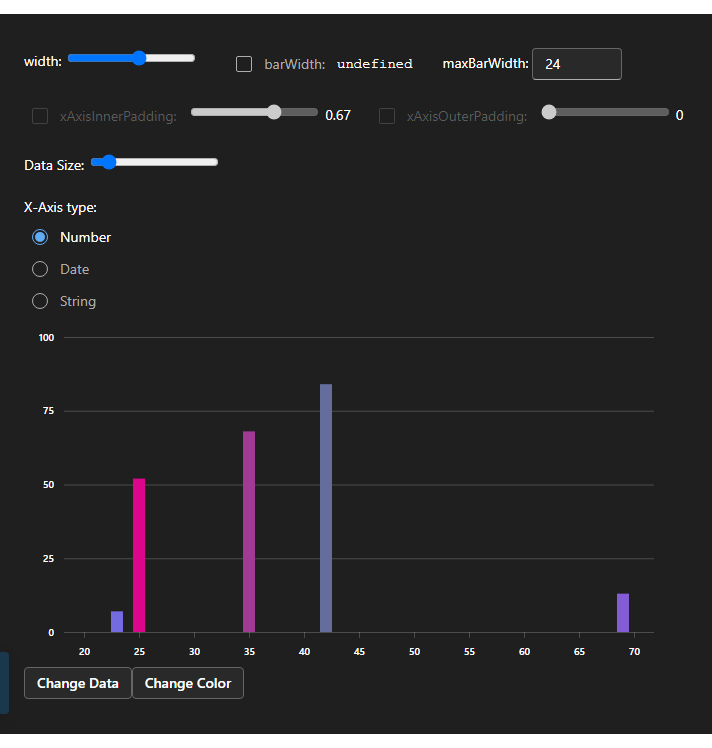 width: barWidth: undefined maxBarWidth: 24
xAxisInnerPadding: 0.67 xAxisOuterPadding: 0
Data Size:
X-Axis type:
Number
Date
String
100
75
50
25
0
20 25 30 35 40 45 50 55 60 65 70
Change Data Change Color